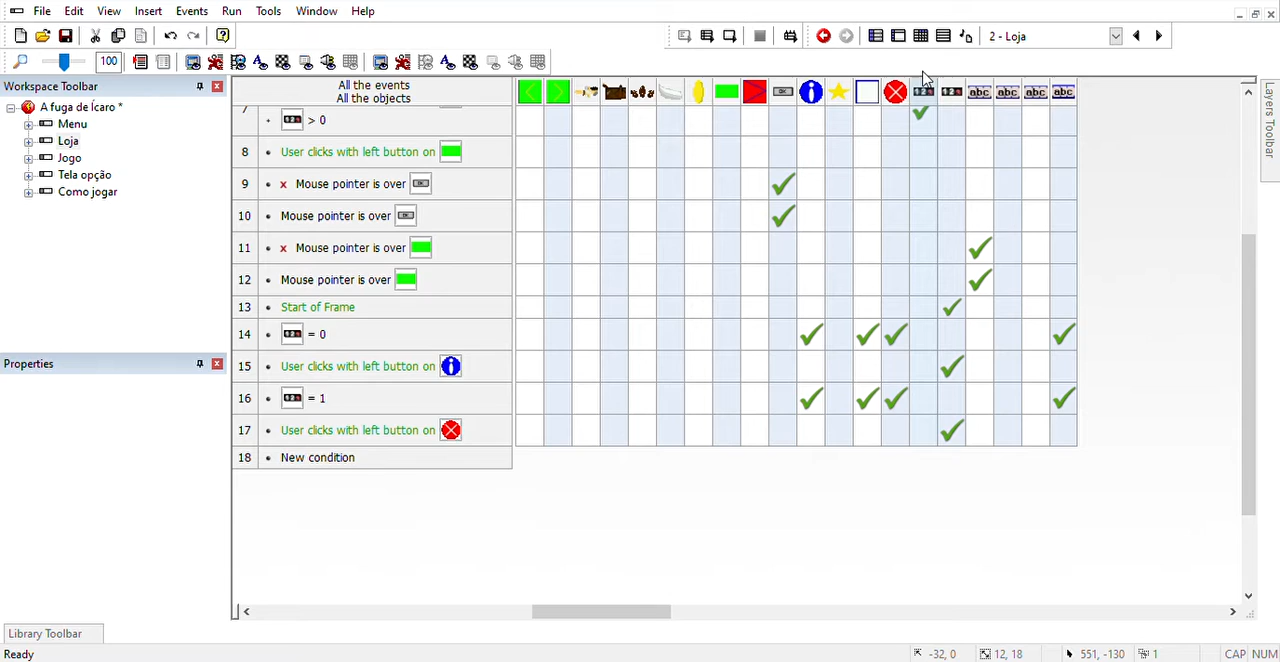 File Edit View Insert Events Run Tools Window Help
2 - Loja
100
Workspace Toolbar
A fuga de Ícaro *
Menu
Loja
Jogo
Tela opção
Como jogar
Properties
Library Toolbar
All the events
All the objects
abc abc abc abc
7 • > 0
8 • User clicks with left button on
9 • x Mouse pointer is over OK
10 • Mouse pointer is over OK
11 • x Mouse pointer is over
12 • Mouse pointer is over
13 • Start of Frame
14 • = 0
15 • User clicks with left button on
16 • = 1
17 • User clicks with left button on
18 • New condition
Layers Toolbar
Ready
-32, 0 12, 18 551, -130 1 CAP NUM